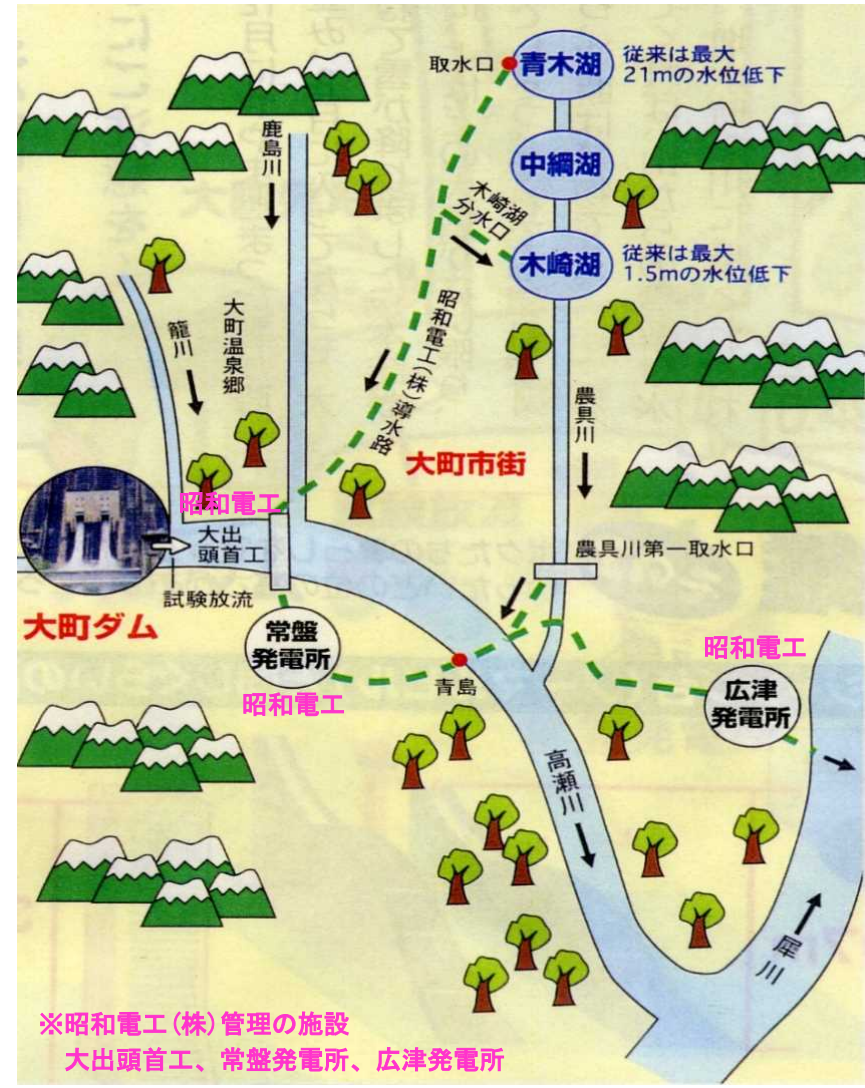 取水口
青木湖
従来は最大
21mの水位低下
鹿島川
中綱湖
木崎湖
分水口
木崎湖
従来は最大
1.5mの水位低下
籠川
大町温泉郷
昭和電工(株)導水路
農具川
大町市街
昭和電工
大出
頭首工
農具川第一取水口
試験放流
大町ダム
常盤
発電所
昭和電工
青島
昭和電工
広津
発電所
高瀬川
犀川
※昭和電工(株)管理の施設
大出頭首工、常盤発電所、広津発電所